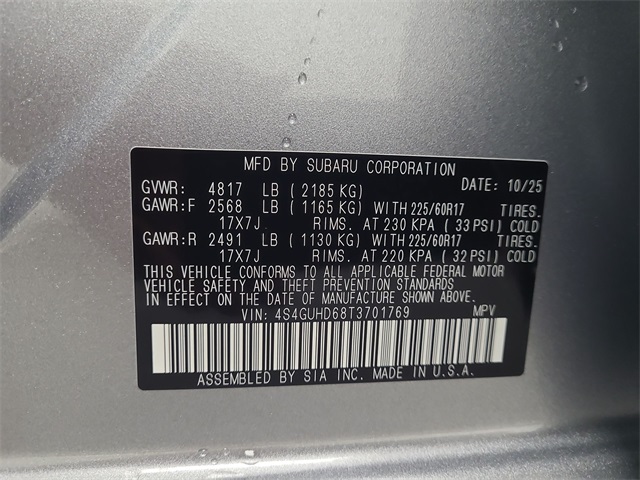 MFD BY SUBARU CORPORATION
GVWR: 4817 LB ( 2185 KG) DATE: 10/25
GAWR:F 2568 LB ( 1165 KG) WITH 225/60R17 TIRES.
17X7J RIMS. AT 230 KPA ( 33 PSI) COLD
GAWR:R 2491 LB ( 1130 KG) WITH 225/60R17 TIRES.
17X7J RIMS. AT 220 KPA ( 32 PSI) COLD
THIS VEHICLE CONFORMS TO ALL APPLICABLE FEDERAL MOTOR
VEHICLE SAFETY AND THEFT PREVENTION STANDARDS
IN EFFECT ON THE DATE OF MANUFACTURE SHOWN ABOVE.
VIN: 4S4GUHD68T3701769 MPV
ASSEMBLED BY SIA INC. MADE IN U.S.A.